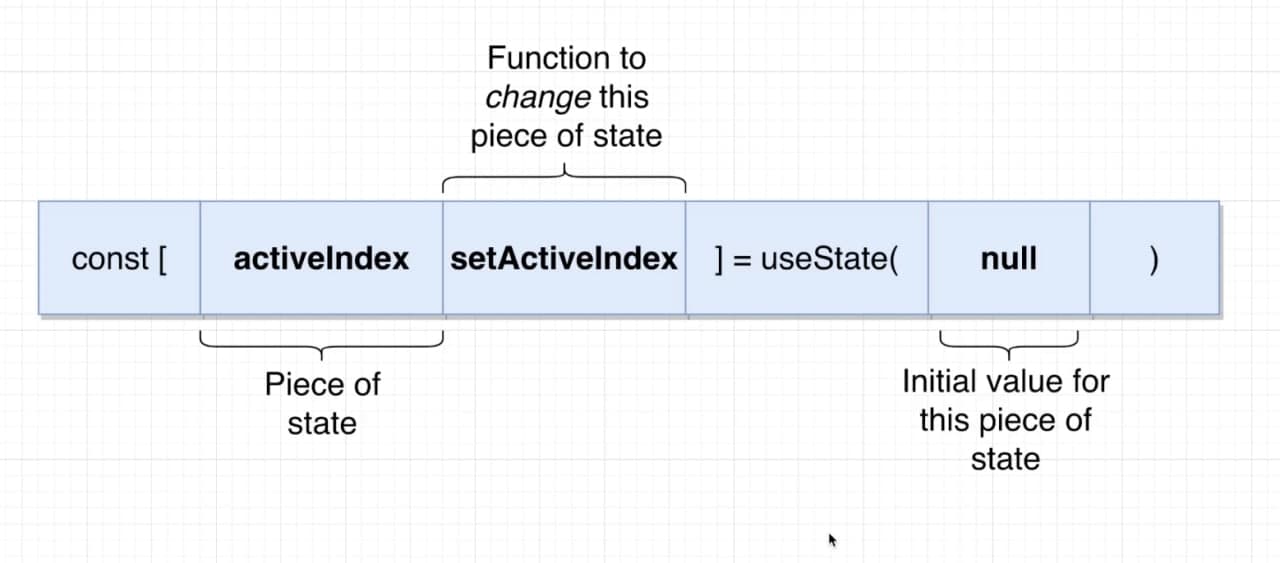 Function to
change this
piece of state
const [ activeIndex setActiveIndex ] = useState( null )
Piece of
state
Initial value for
this piece of
state